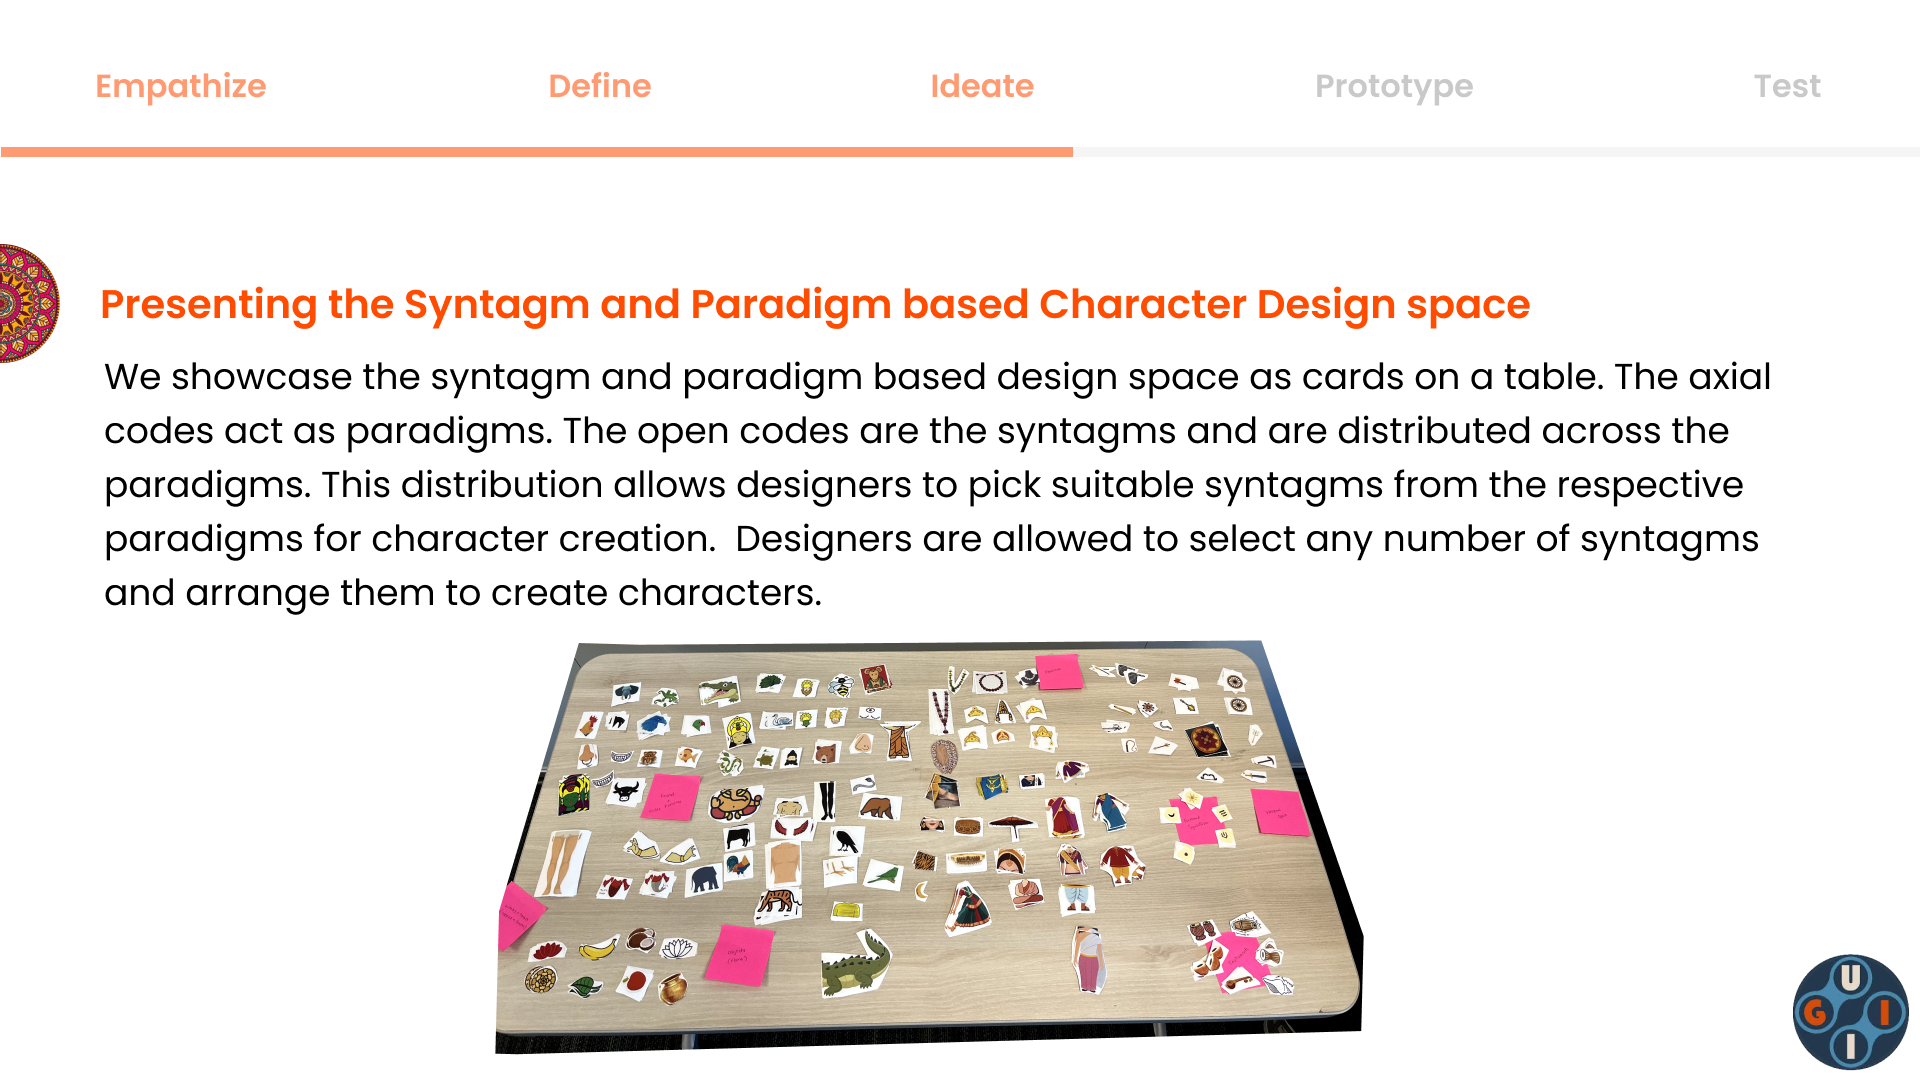 Empathize
Define
Ideate
Prototype
Test
Presenting the Syntagm and Paradigm based Character Design space
We showcase the syntagm and paradigm based design space as cards on a table. The axial
codes act as paradigms. The open codes are the syntagms and are distributed across the
paradigms. This distribution allows designers to pick suitable syntagms from the respective
paradigms for character creation.  Designers are allowed to select any number of syntagms
and arrange them to create characters.
U
G I
I